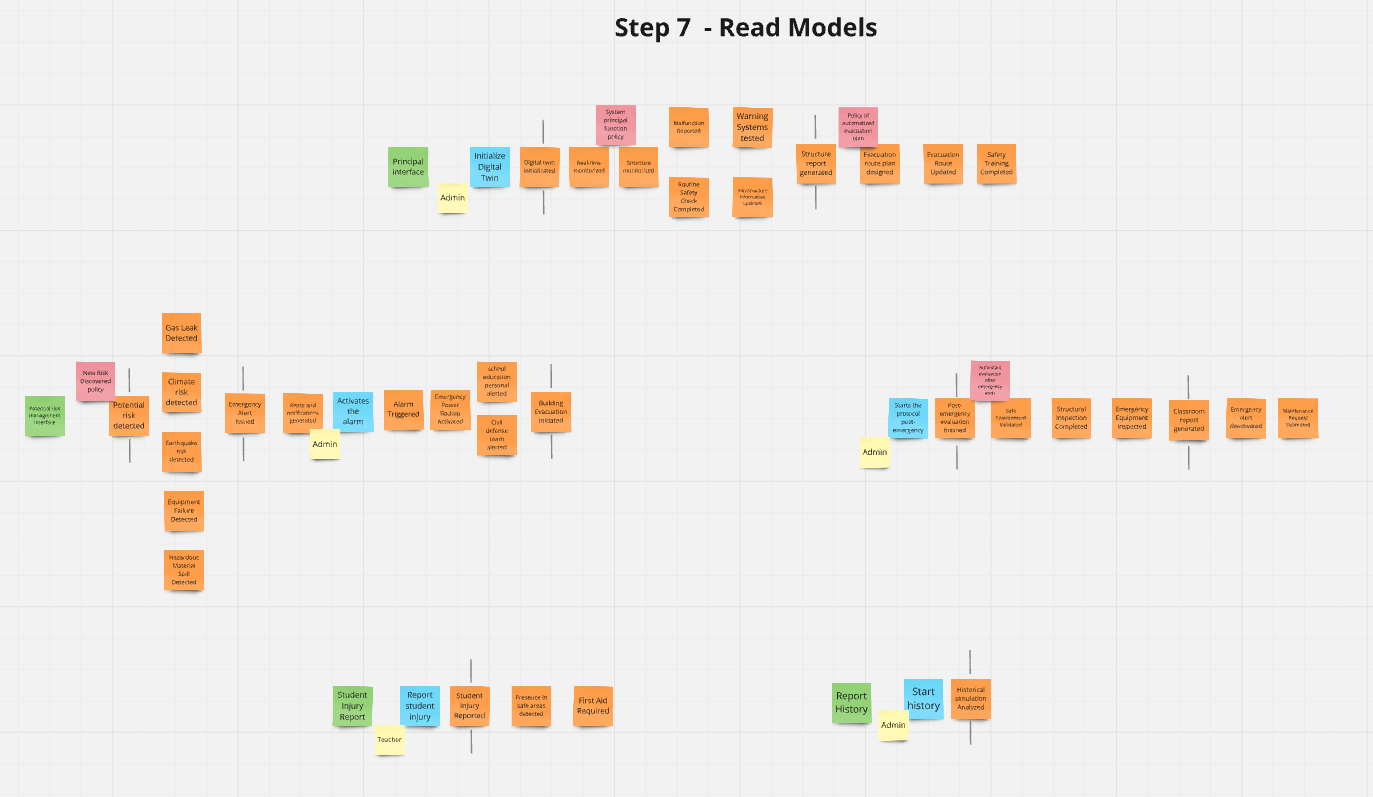 Step 7 - Read Models
Principal
interface
Admin
Initialize
Digital
Twin
Digital twin
initializated
Real-time
monitorized
System
principal
function
policy
Structure
monitorized
Malfunction
Reported
Routine
Safety
Check
Completed
Warning
Systems
tested
Infrastructure
information
updated
Structure
report
generated
Policy of
automatized
evacuation
plan
Evacuation
route plan
designed
Evacuation
Route
Updated
Safety
Training
Completed
Potential risk
management
interface
New Risk
Discovered
policy
Potential
risk
detected
Gas Leak
Detected
Climate
risk
detected
Earthquake
risk
detected
Equipment
Failure
Detected
Hazardous
Material
Spill
Detected
Emergency
Alert
Issued
Alerts and
notifications
generated
Admin
Activates
the
alarm
Alarm
Triggered
Emergency
Power
Backup
Activated
school
education
personal
alerted
Civil
defense
team
alerted
Building
Evacuation
initiated
Admin
Starts the
protocol
post-
emergency
Post-
emergency
evaluation
finished
emergency
Safe
Environment
Validated
Structural
Inspection
Completed
Emergency
Equipment
Inspected
Classroom
report
generated
Emergency
Alert
deactivated
Maintenance
Request
Submitted
Student
Injury
Report
Teacher
Report
student
injury
Student
Injury
Reported
Presence in
safe areas
detected
First Aid
Required
Report
History
Admin
Start
history
Historical
simulation
Analyzed